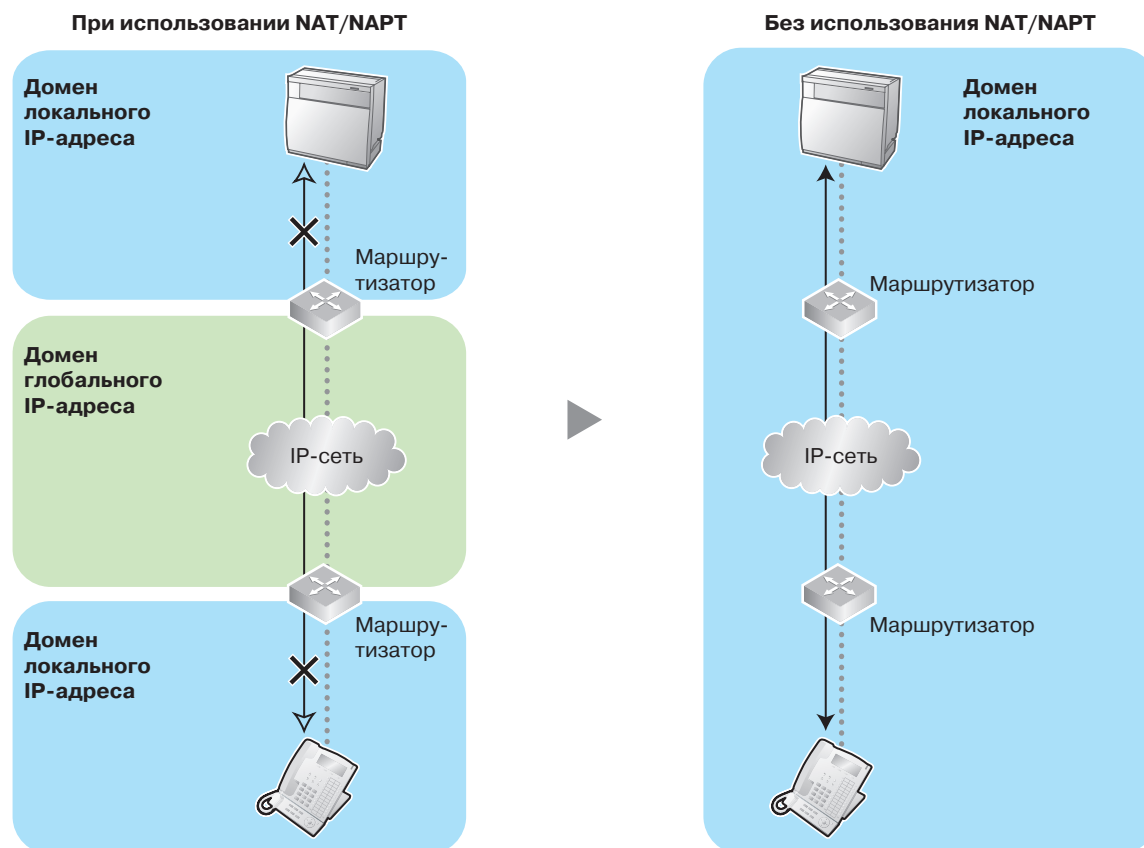 При использовании NAT/NAPT
Домен
локального
IP-адреса
Маршру-
тизатор
Домен
глобального
IP-адреса
IP-сеть
Маршру-
тизатор
Домен
локального
IP-адреса
Без использования NAT/NAPT
Домен
локального
IP-адреса
Маршрутизатор
IP-сеть
Маршрутизатор